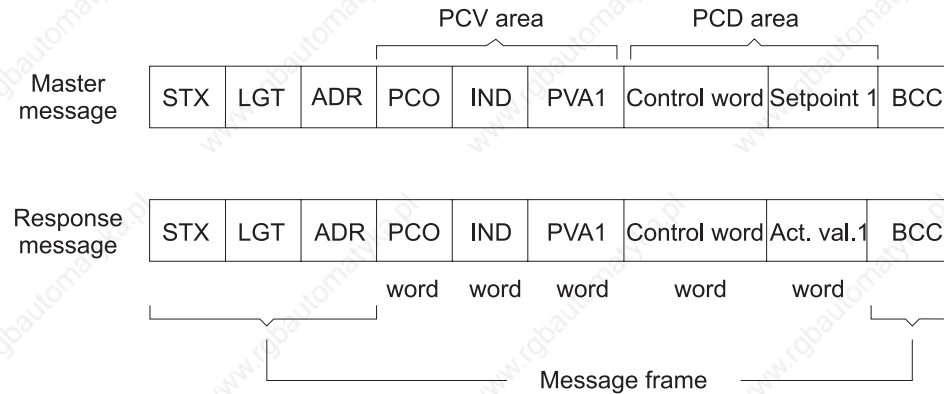 PCV area PCD area
Master message STX LGT ADR PCO IND PVA1 Control word Setpoint 1 BCC
Response message STX LGT ADR PCO IND PVA1 Control word Act. val.1 BCC
word word word word word
Message frame